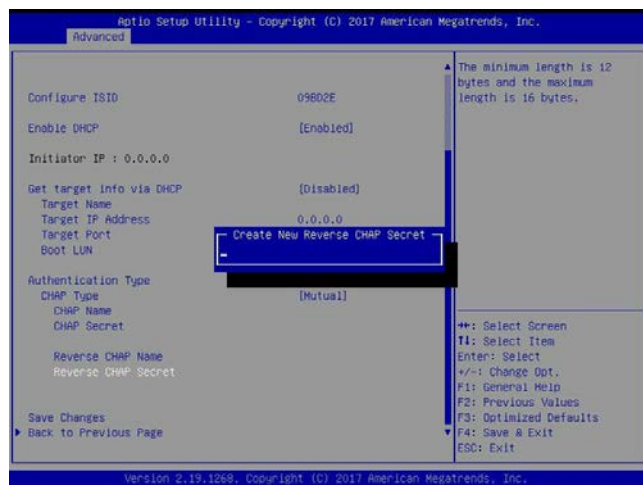 Aptio Setup Utility - Copyright (C) 2017 American Megatrends, Inc.
Advanced
Configure ISID 09BD2E
Enable DHCP [Enabled]
Initiator IP : 0.0.0.0
Get target info via DHCP [Disabled]
Target Name
Target IP Address 0.0.0.0
Target Port
Boot LUN
Create New Reverse CHAP Secret
Authentication Type
CHAP Type [Mutual]
CHAP Name
CHAP Secret
Reverse CHAP Name
Reverse CHAP Secret
Save Changes
Back to Previous Page
The minimum length is 12
bytes and the maximum
length is 16 bytes.
→←: Select Screen
↑↓: Select Item
Enter: Select
+/-: Change Opt.
F1: General Help
F2: Previous Values
F3: Optimized Defaults
F4: Save & Exit
ESC: Exit
Version 2.19.1268. Copyright (C) 2017 American Megatrends, Inc.